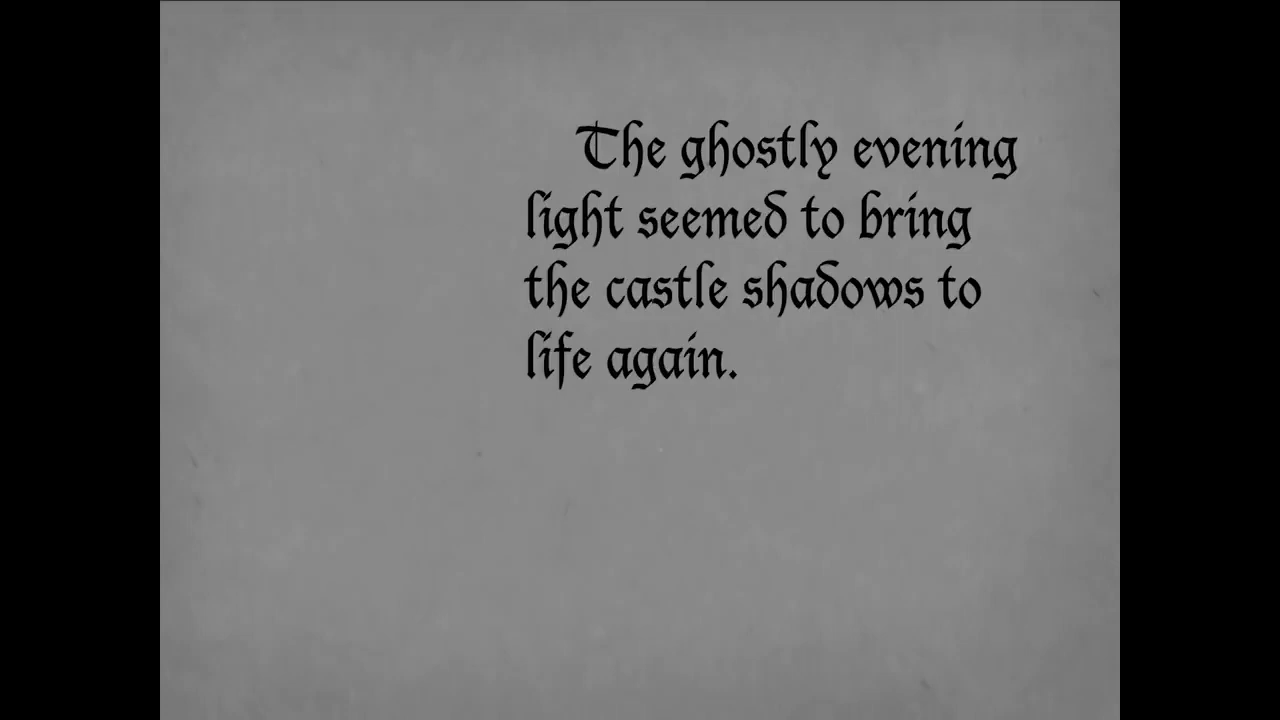 The ghostly evening
light seemed to bring
the castle shadows to
life again.